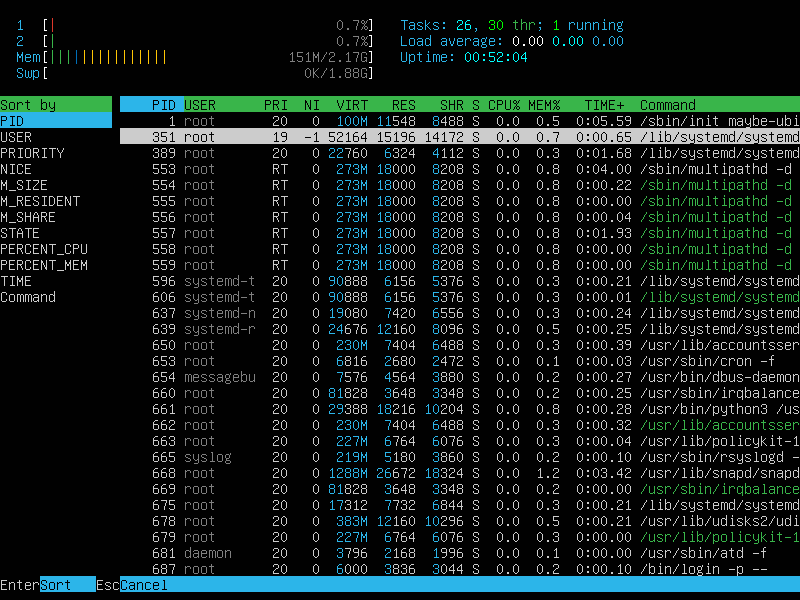 1 [| 0.7%] Tasks: 26, 30 thr; 1 running
2 [| 0.7%] Load average: 0.00 0.00 0.00
Mem[||||||||||||||| 151M/2.17G] Uptime: 00:52:04
Swp[ 0K/1.88G]
Sort by PID USER PRI NI VIRT RES SHR S CPU% MEM% TIME+ Command
PID 1 root 20 0 100M 11548 8488 S 0.0 0.5 0:05.59 /sbin/init maybe-ubi
USER 351 root 19 -1 52164 15196 14172 S 0.0 0.7 0:00.65 /lib/systemd/systemd
PRIORITY 389 root 20 0 22760 6324 4112 S 0.0 0.3 0:01.68 /lib/systemd/systemd
NICE 553 root RT 0 273M 18000 8208 S 0.0 0.8 0:04.00 /sbin/multipathd -d
M_SIZE 554 root RT 0 273M 18000 8208 S 0.0 0.8 0:00.22 /sbin/multipathd -d
M_RESIDENT 555 root RT 0 273M 18000 8208 S 0.0 0.8 0:00.00 /sbin/multipathd -d
M_SHARE 556 root RT 0 273M 18000 8208 S 0.0 0.8 0:00.04 /sbin/multipathd -d
STATE 557 root RT 0 273M 18000 8208 S 0.0 0.8 0:01.93 /sbin/multipathd -d
PERCENT_CPU 558 root RT 0 273M 18000 8208 S 0.0 0.8 0:00.00 /sbin/multipathd -d
PERCENT_MEM 559 root RT 0 273M 18000 8208 S 0.0 0.8 0:00.00 /sbin/multipathd -d
TIME 596 systemd-t 20 0 90888 6156 5376 S 0.0 0.3 0:00.21 /lib/systemd/systemd
Command 606 systemd-t 20 0 90888 6156 5376 S 0.0 0.3 0:00.01 /lib/systemd/systemd
637 systemd-n 20 0 19080 7420 6556 S 0.0 0.3 0:00.24 /lib/systemd/systemd
639 systemd-r 20 0 24676 12160 8096 S 0.0 0.5 0:00.25 /lib/systemd/systemd
650 root 20 0 230M 7404 6488 S 0.0 0.3 0:00.39 /usr/lib/accountsser
653 root 20 0 6816 2680 2472 S 0.0 0.1 0:00.03 /usr/sbin/cron -f
654 messagebu 20 0 7576 4564 3880 S 0.0 0.2 0:00.27 /usr/bin/dbus-daemon
660 root 20 0 81828 3648 3348 S 0.0 0.2 0:00.25 /usr/sbin/irqbalance
661 root 20 0 29388 18216 10204 S 0.0 0.8 0:00.28 /usr/bin/python3 /us
662 root 20 0 230M 7404 6488 S 0.0 0.3 0:00.32 /usr/lib/accountsser
663 root 20 0 227M 6764 6076 S 0.0 0.3 0:00.04 /usr/lib/policykit-1
665 syslog 20 0 219M 5180 3860 S 0.0 0.2 0:00.10 /usr/sbin/rsyslogd -
668 root 20 0 1288M 26672 18324 S 0.0 1.2 0:03.42 /usr/lib/snapd/snapd
669 root 20 0 81828 3648 3348 S 0.0 0.2 0:00.00 /usr/sbin/irqbalance
675 root 20 0 17312 7732 6844 S 0.0 0.3 0:00.21 /lib/systemd/systemd
678 root 20 0 383M 12160 10296 S 0.0 0.5 0:00.21 /usr/lib/udisks2/udi
679 root 20 0 227M 6764 6076 S 0.0 0.3 0:00.00 /usr/lib/policykit-1
681 daemon 20 0 3796 2168 1996 S 0.0 0.1 0:00.00 /usr/sbin/atd -f
687 root 20 0 6000 3836 3044 S 0.0 0.2 0:00.10 /bin/login -p --
EnterSort EscCancel